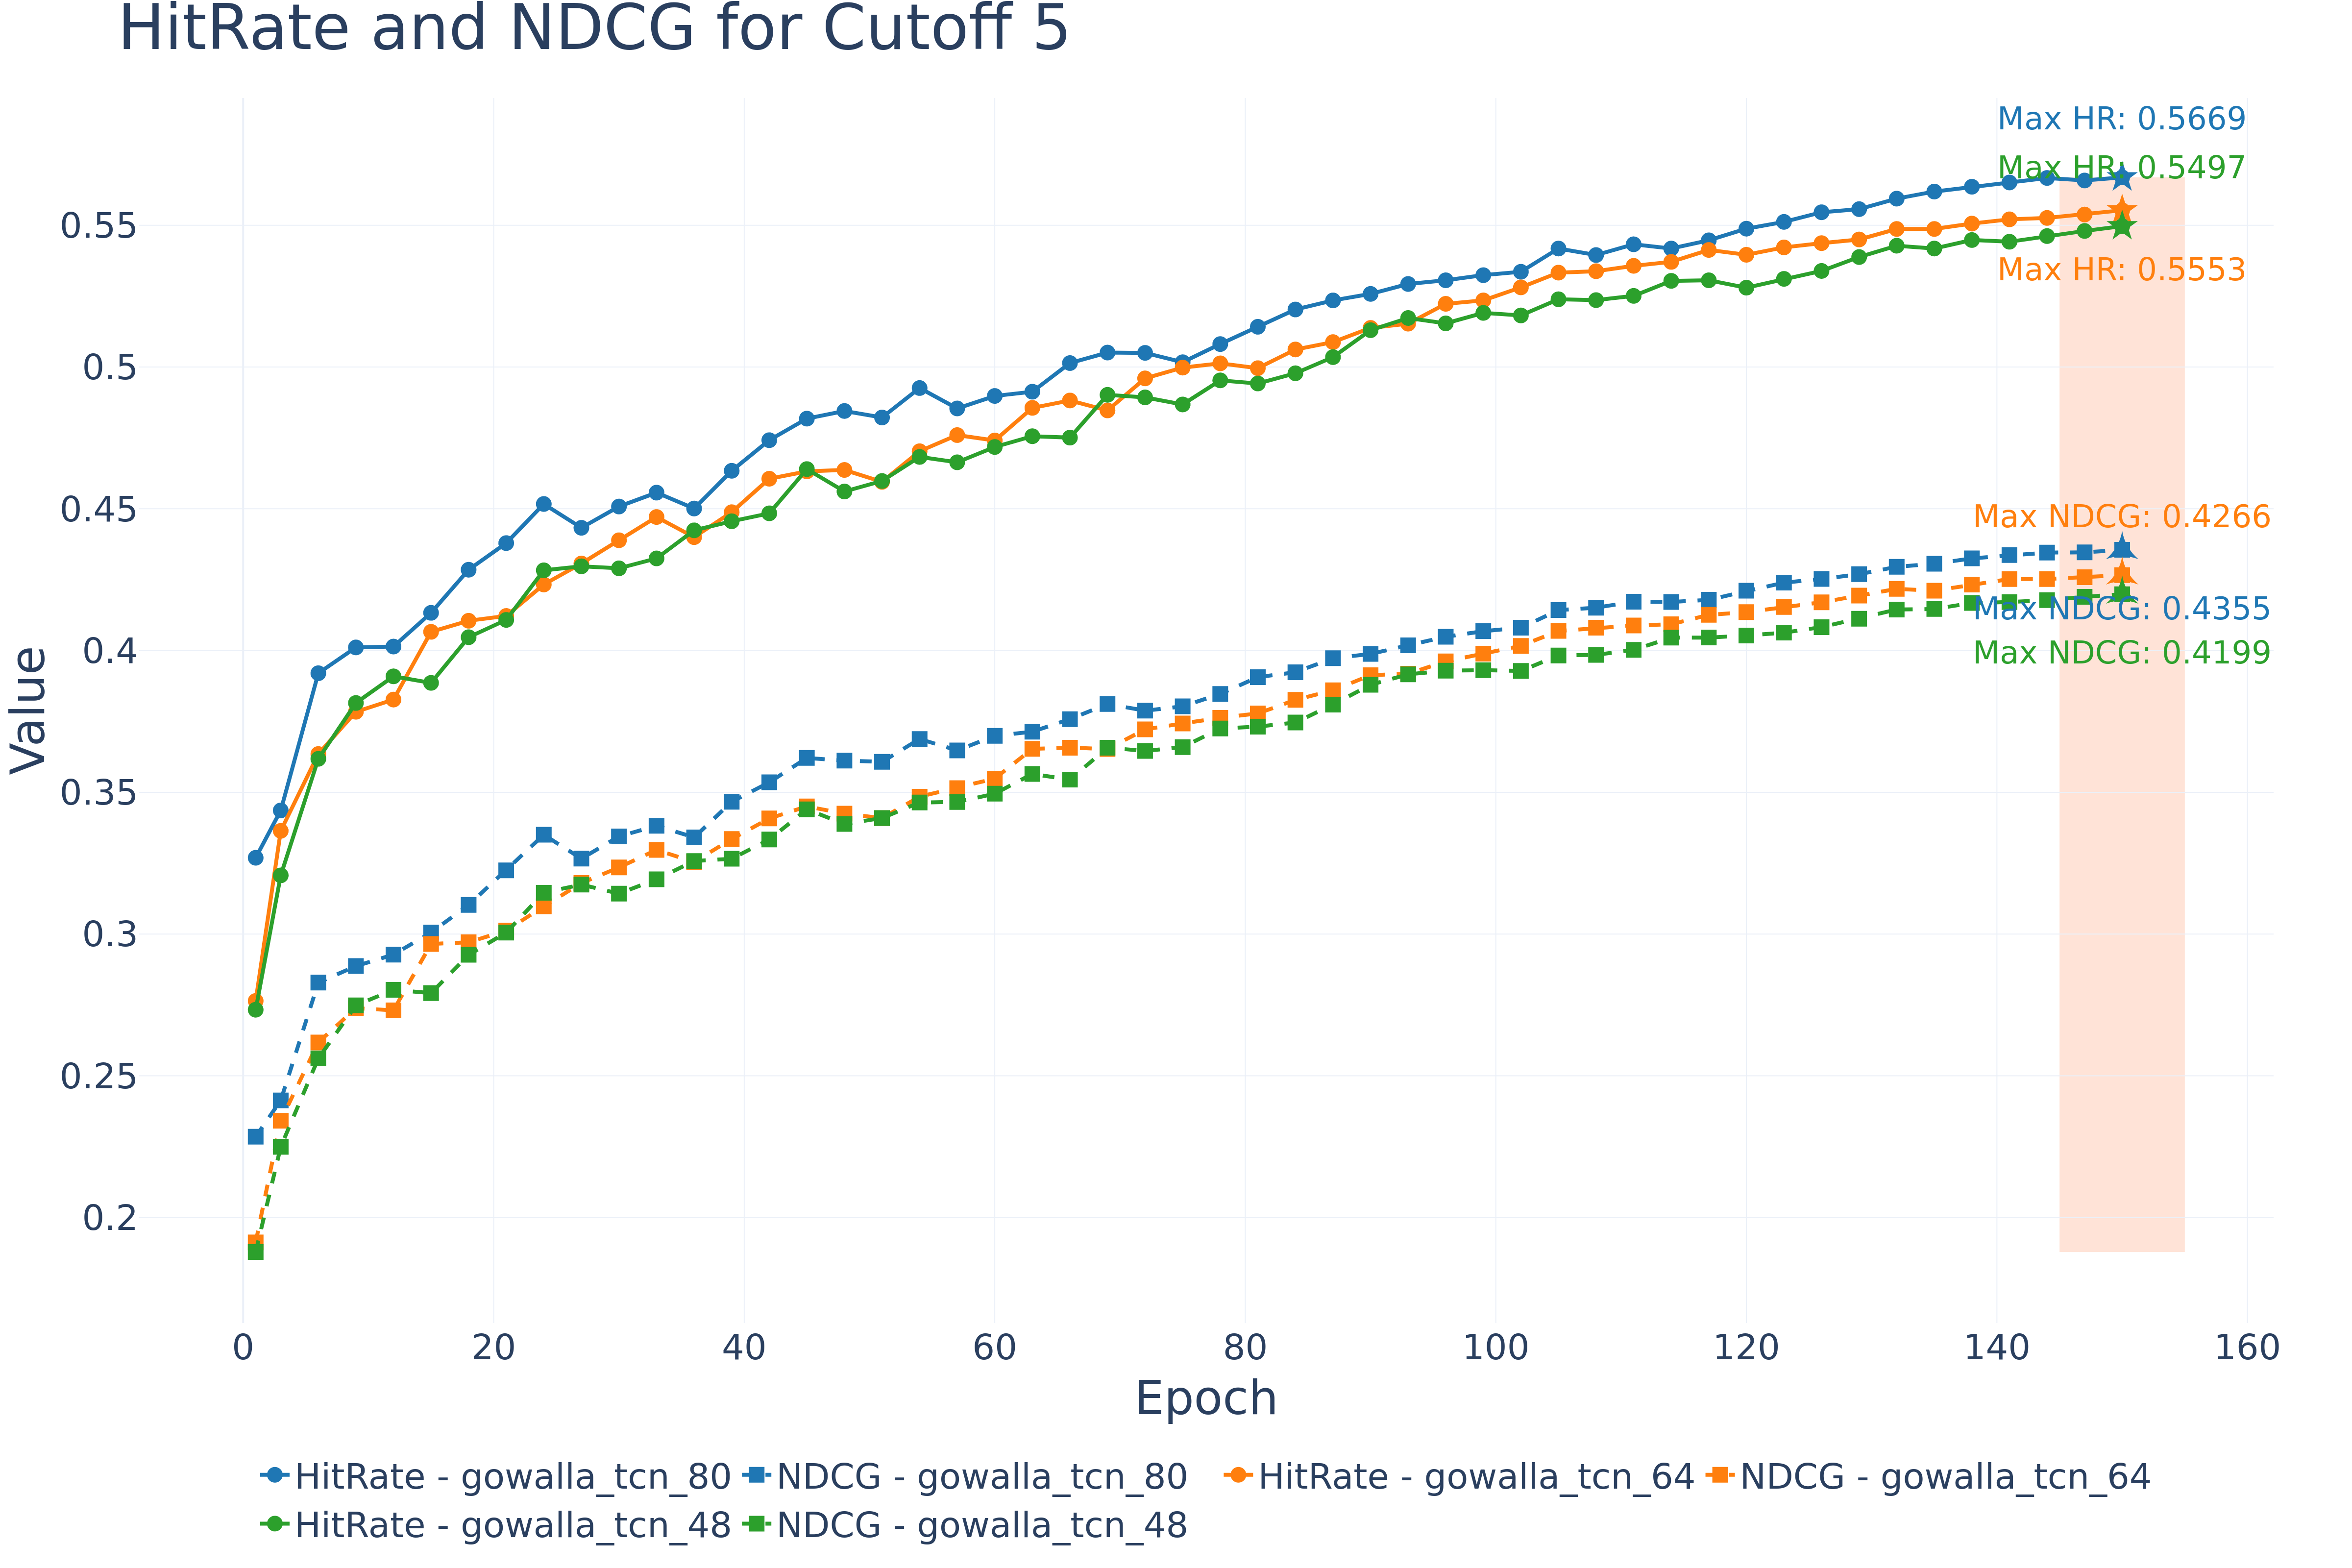 HitRate and NDCG for Cutoff 5
Max HR: 0.5669
Max HR: 0.5497
Max HR: 0.5553
Max NDCG: 0.4266
Max NDCG: 0.4355
Max NDCG: 0.4199
Value
0.55
0.5
0.45
0.4
0.35
0.3
0.25
0.2
0 20 40 60 80 100 120 140 160
Epoch
HitRate - gowalla_tcn_80 NDCG - gowalla_tcn_80 HitRate - gowalla_tcn_64 NDCG - gowalla_tcn_64
HitRate - gowalla_tcn_48 NDCG - gowalla_tcn_48